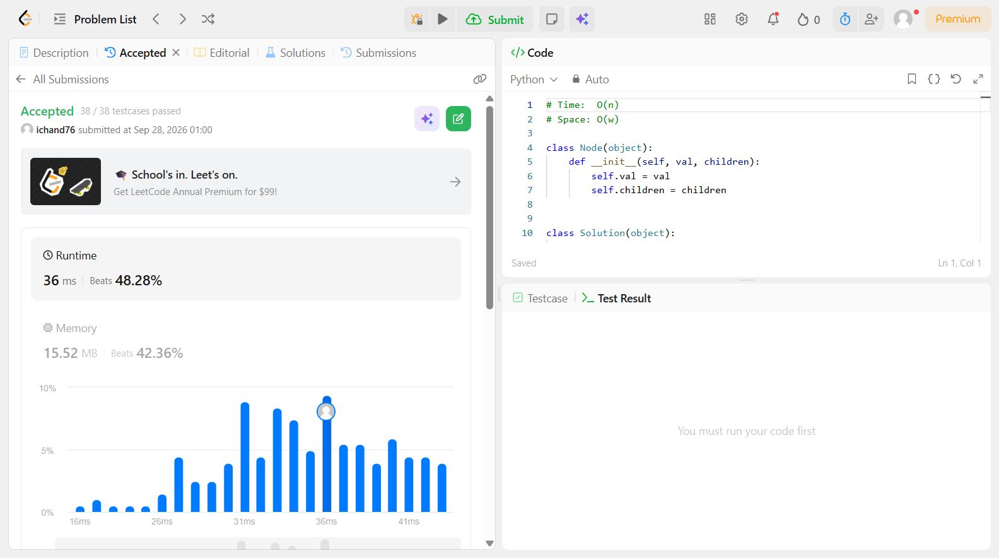 Problem List
Submit
0
Premium
Description
Accepted
Editorial
Solutions
Submissions
All Submissions
Accepted 38 / 38 testcases passed
ichand76 submitted at Sep 28, 2026 01:00
School's in. Leet's on.
Get LeetCode Annual Premium for $99!
Runtime
36 ms Beats 48.28%
Memory
15.52 MB Beats 42.36%
10%
5%
0%
16ms 26ms 31ms 36ms 41ms
</> Code
Python Auto
1 # Time:  O(n)
2 # Space: O(w)
3
4 class Node(object):
5     def __init__(self, val, children):
6         self.val = val
7         self.children = children
8
9
10 class Solution(object):
Saved Ln 1, Col 1
Testcase
Test Result
You must run your code first